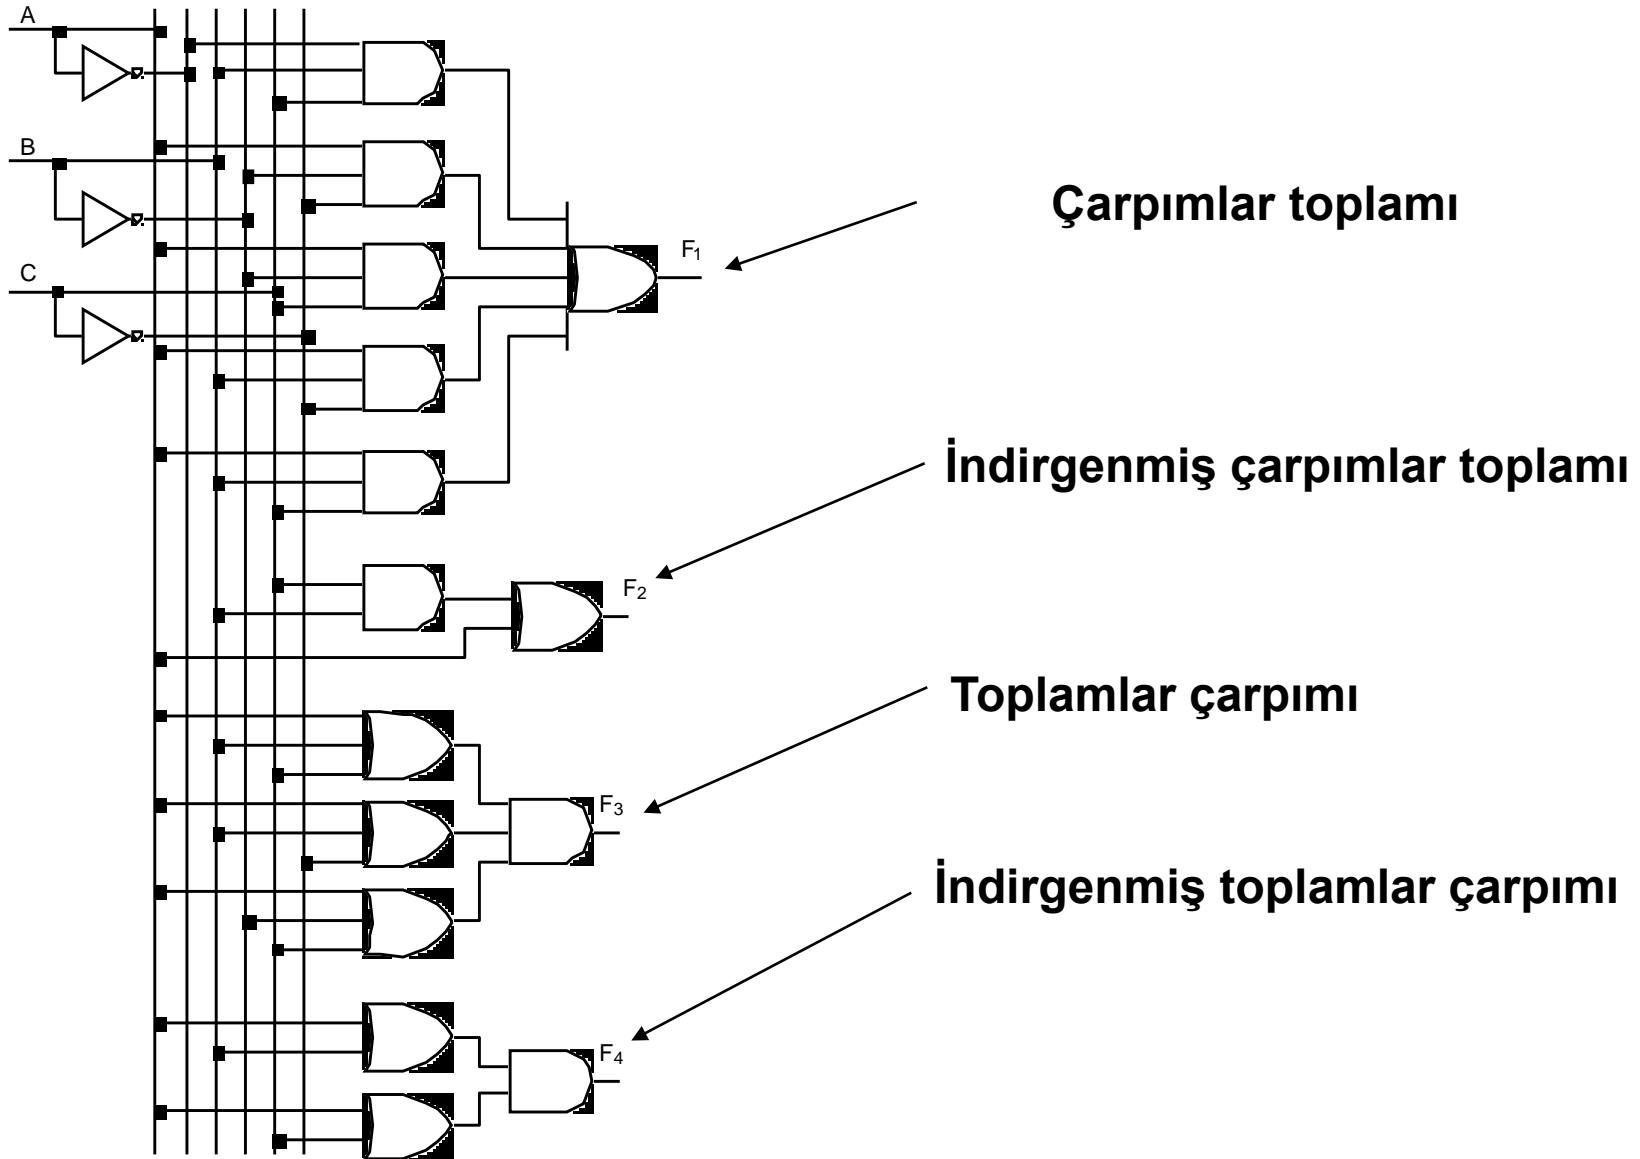 A
B
C
F1
Çarpımlar toplamı
F2
İndirgenmiş çarpımlar toplamı
F3
Toplamlar çarpımı
F4
İndirgenmiş toplamlar çarpımı